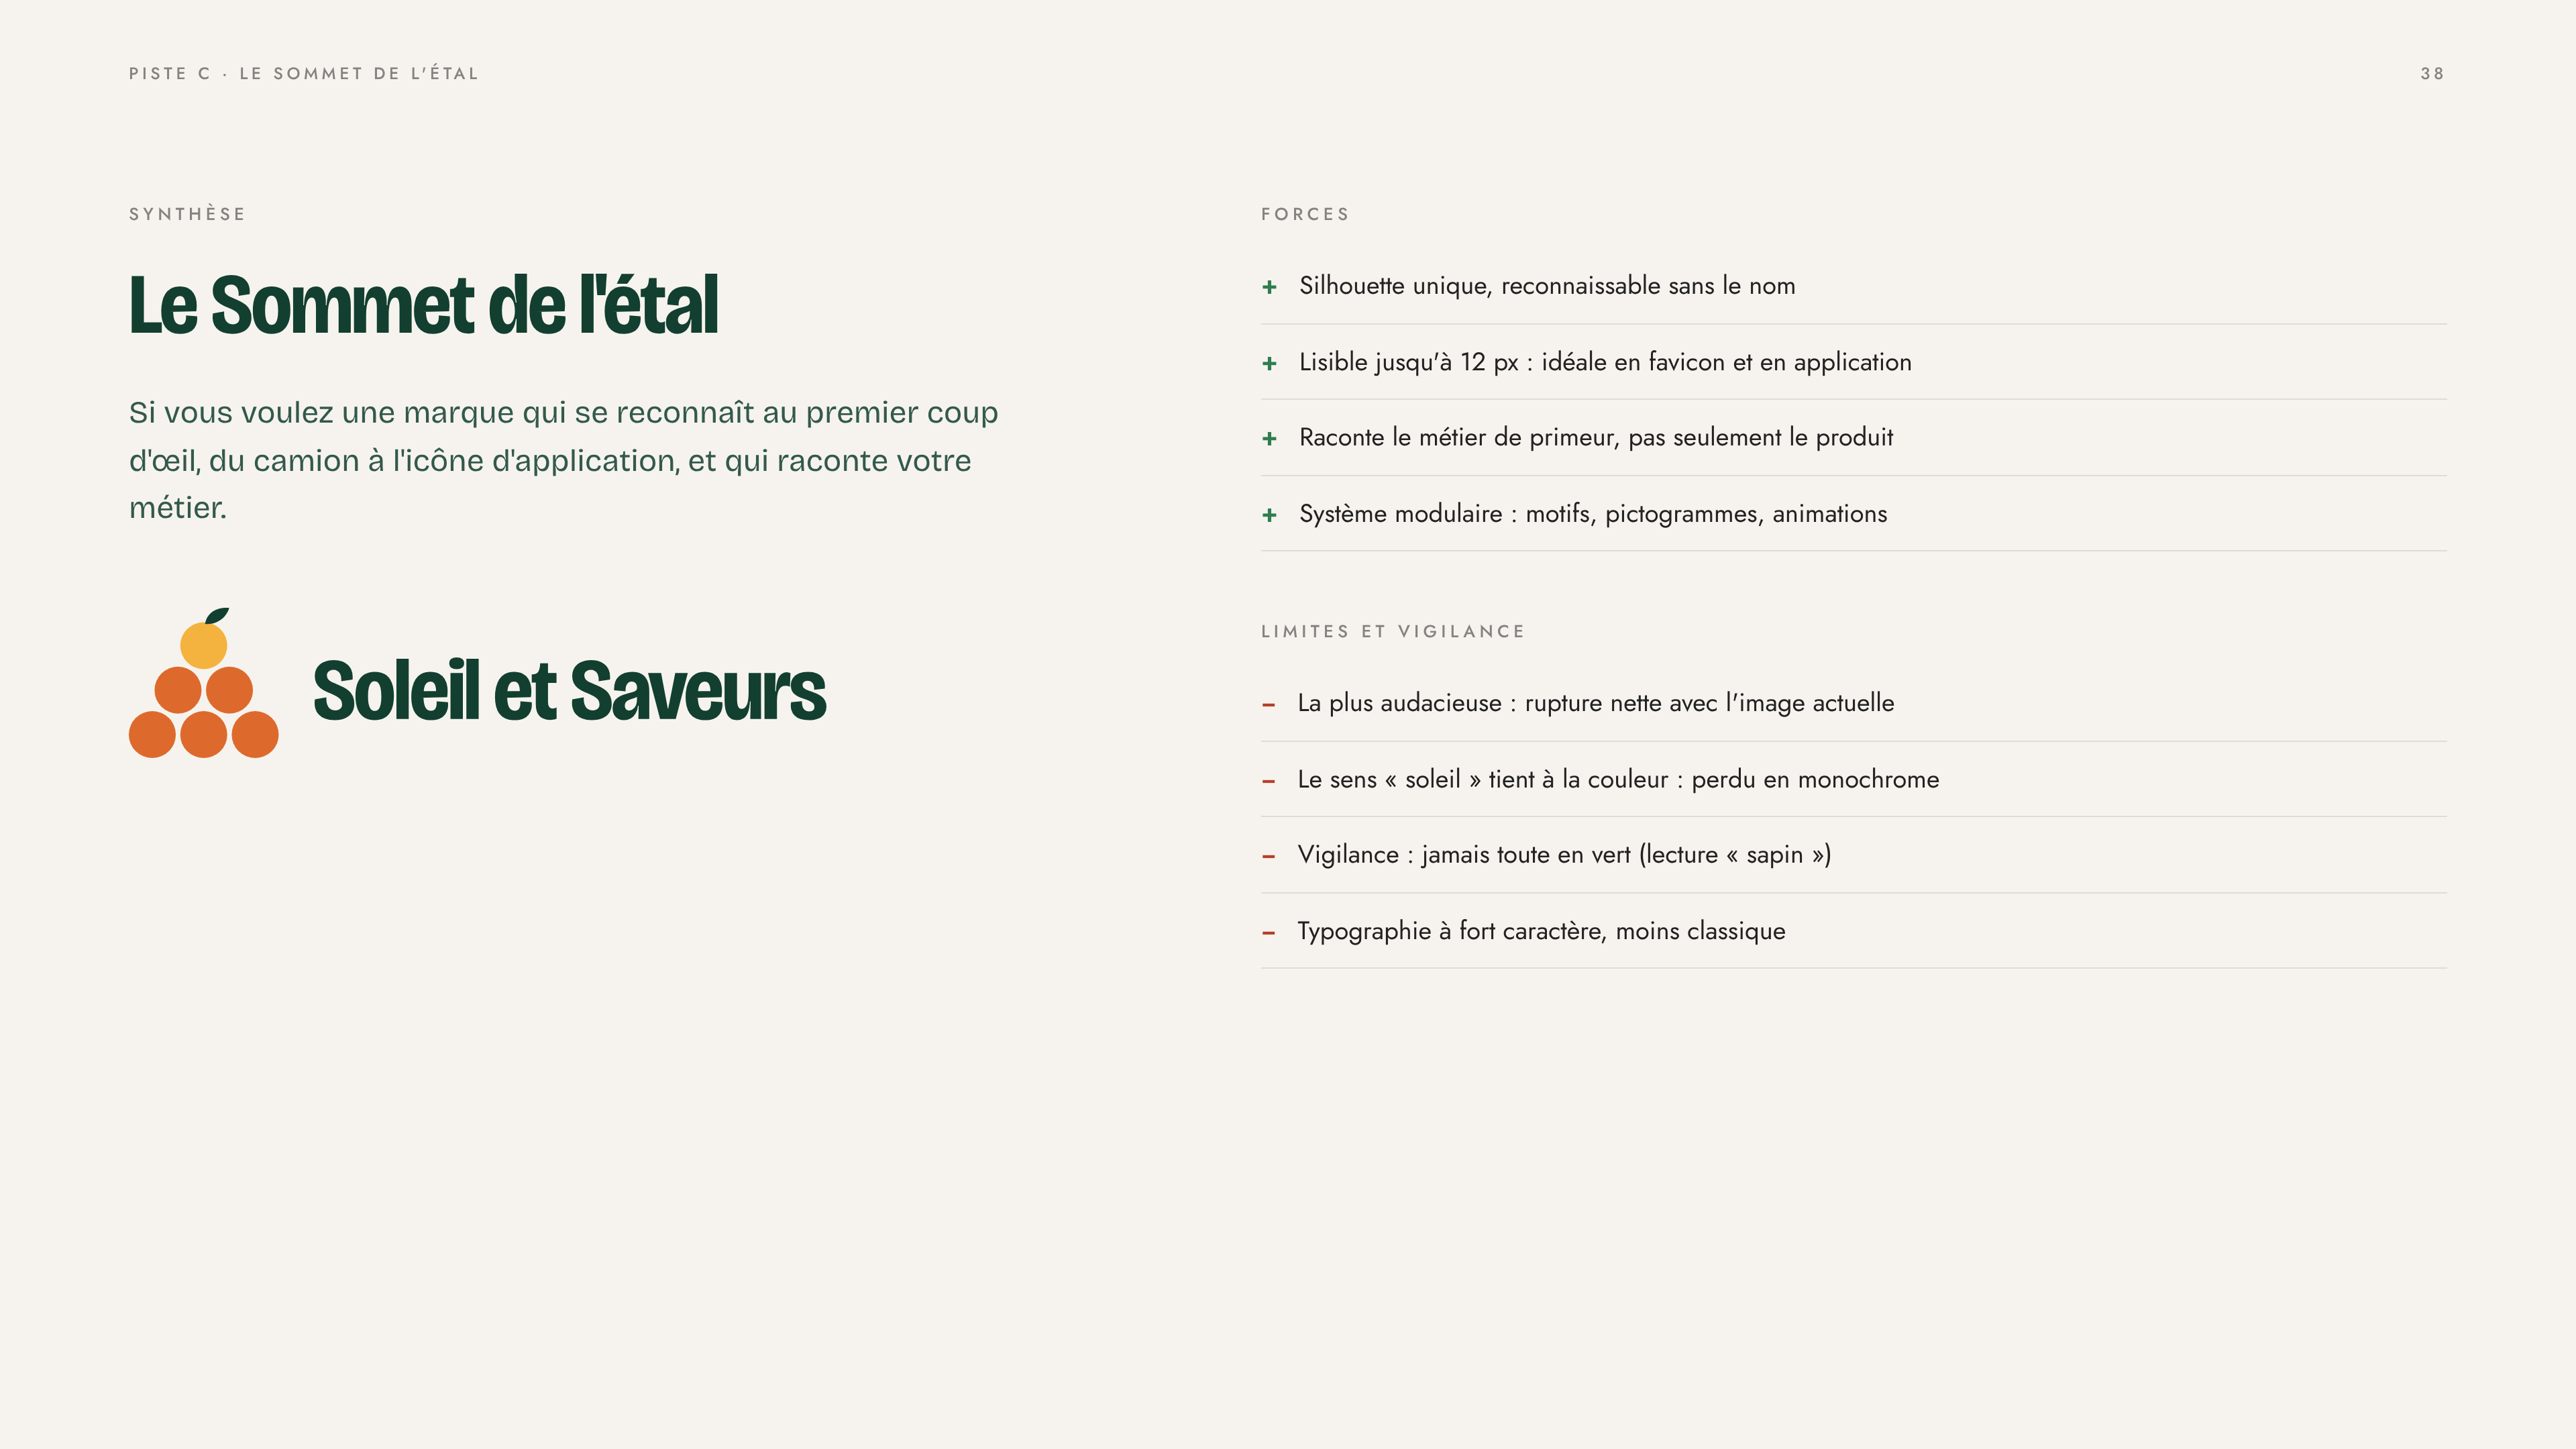 PISTE C · LE SOMMET DE L'ÉTAL
38
SYNTHÈSE
Le Sommet de l'étal
Si vous voulez une marque qui se reconnaît au premier coup
d'œil, du camion à l'icône d'application, et qui raconte votre
métier.
Soleil et Saveurs
FORCES
+ Silhouette unique, reconnaissable sans le nom
+ Lisible jusqu'à 12 px : idéale en favicon et en application
+ Raconte le métier de primeur, pas seulement le produit
+ Système modulaire : motifs, pictogrammes, animations
LIMITES ET VIGILANCE
– La plus audacieuse : rupture nette avec l'image actuelle
– Le sens « soleil » tient à la couleur : perdu en monochrome
– Vigilance : jamais toute en vert (lecture « sapin »)
– Typographie à fort caractère, moins classique